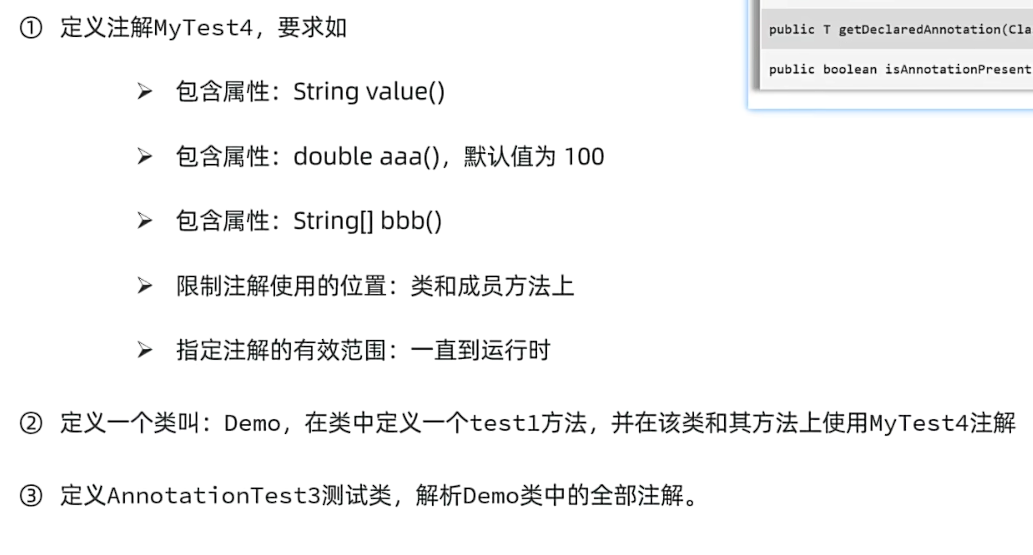 ① 定义注解MyTest4，要求如
➢ 包含属性：String value()
➢ 包含属性：double aaa()，默认值为 100
➢ 包含属性：String[] bbb()
➢ 限制注解使用的位置：类和成员方法上
➢ 指定注解的有效范围：一直到运行时
② 定义一个类叫：Demo，在类中定义一个test1方法，并在该类和其方法上使用MyTest4注解
③ 定义AnnotationTest3测试类，解析Demo类中的全部注解。
public T getDeclaredAnnotation(Cla
public boolean isAnnotationPresent